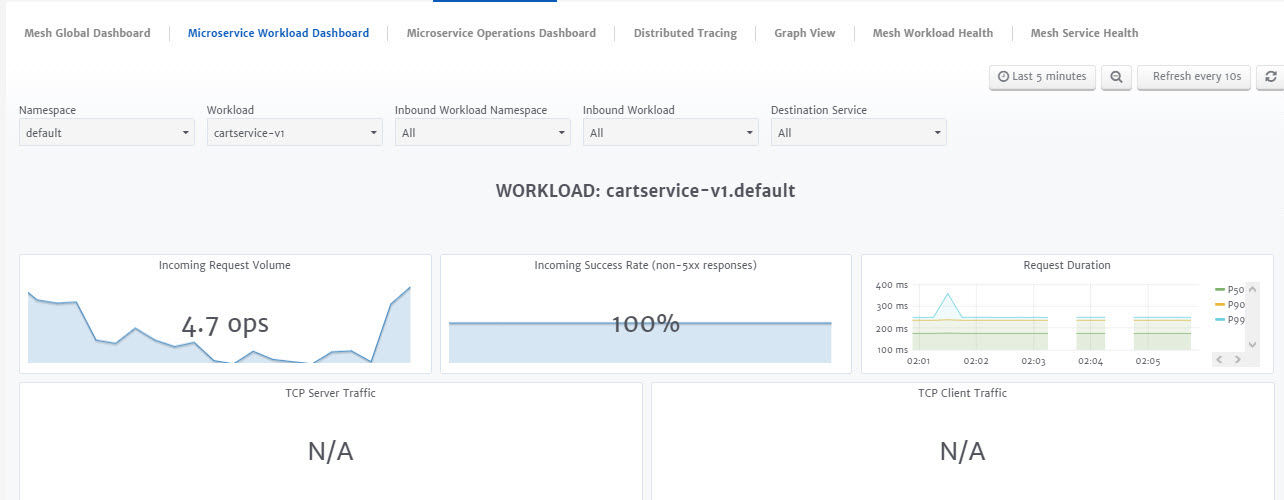 Mesh Global Dashboard Microservice Workload Dashboard Microservice Operations Dashboard Distributed Tracing Graph View Mesh Workload Health Mesh Service Health
Last 5 minutes Refresh every 10s
Namespace Workload Inbound Workload Namespace Inbound Workload Destination Service
default cartservice-v1 All All All
WORKLOAD: cartservice-v1.default
Incoming Request Volume
4.7 ops
Incoming Success Rate (non-5xx responses)
100%
Request Duration
400 ms
300 ms
200 ms
100 ms
02:01 02:02 02:03 02:04 02:05
P50
P90
P99
TCP Server Traffic
N/A
TCP Client Traffic
N/A